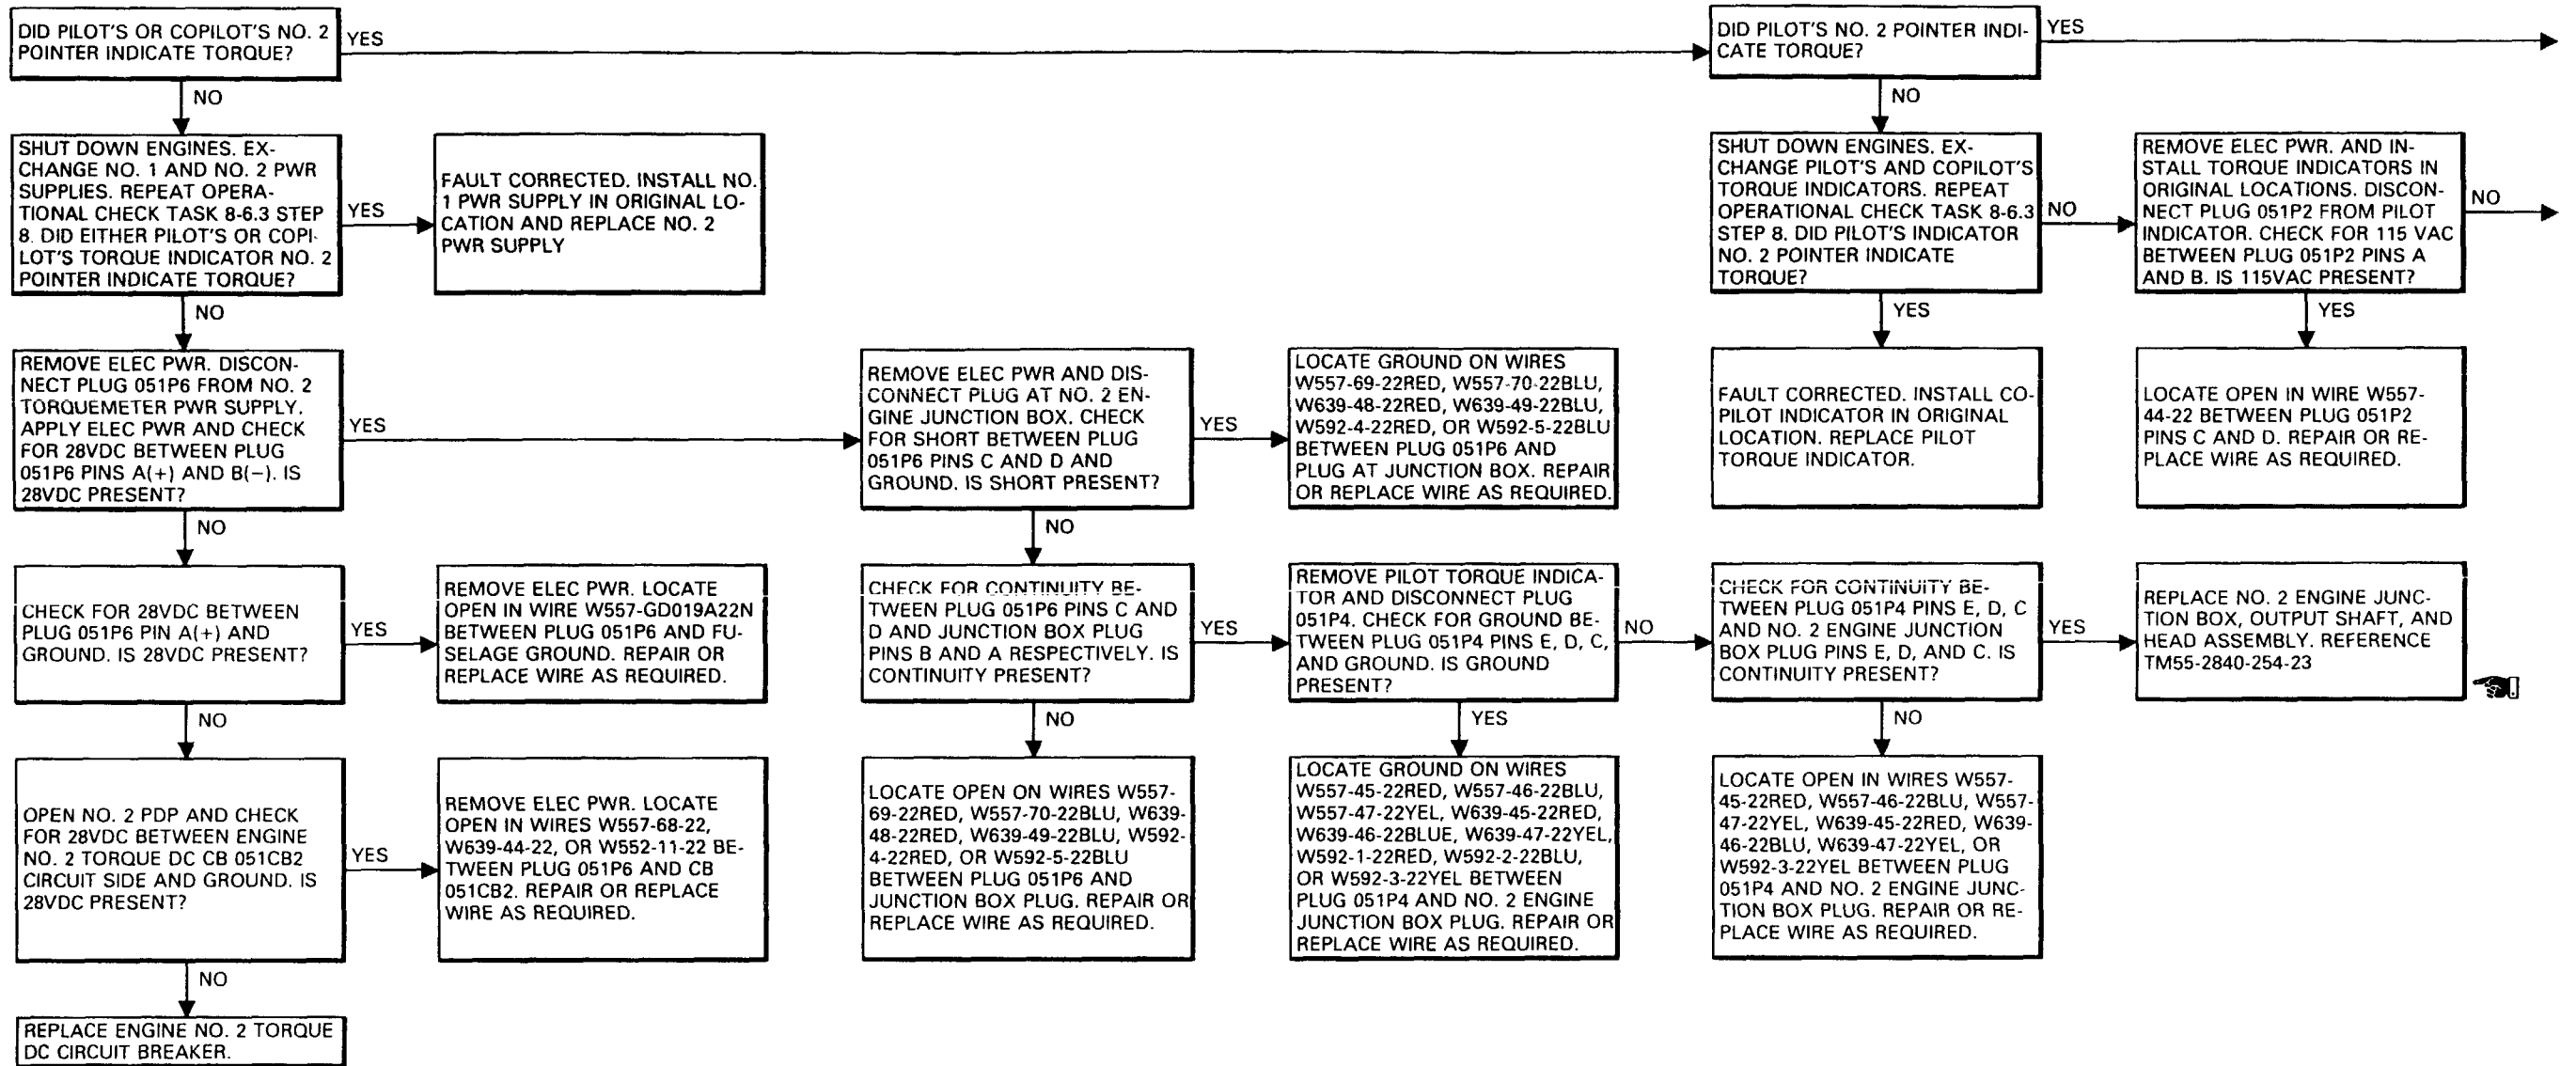 DID PILOT'S OR COPILOT'S NO. 2
POINTER INDICATE TORQUE?
YES
DID PILOT'S NO. 2 POINTER INDI-
CATE TORQUE?
YES
NO
NO
SHUT DOWN ENGINES. EX-
CHANGE NO. 1 AND NO. 2 PWR
SUPPLIES. REPEAT OPERA-
TIONAL CHECK TASK 8-6.3 STEP
8. DID EITHER PILOT'S OR COPI-
LOT'S TORQUE INDICATOR NO. 2
POINTER INDICATE TORQUE?
YES
FAULT CORRECTED. INSTALL NO.
1 PWR SUPPLY IN ORIGINAL LO-
CATION AND REPLACE NO. 2
PWR SUPPLY
SHUT DOWN ENGINES. EX-
CHANGE PILOT'S AND COPILOT'S
TORQUE INDICATORS. REPEAT
OPERATIONAL CHECK TASK 8-6.3
STEP 8. DID PILOT'S INDICATOR
NO. 2 POINTER INDICATE
TORQUE?
NO
REMOVE ELEC PWR. AND IN-
STALL TORQUE INDICATORS IN
ORIGINAL LOCATIONS. DISCON-
NECT PLUG 051P2 FROM PILOT
INDICATOR. CHECK FOR 115 VAC
BETWEEN PLUG 051P2 PINS A
AND B. IS 115VAC PRESENT?
NO
NO
YES
YES
REMOVE ELEC PWR. DISCON-
NECT PLUG 051P6 FROM NO. 2
TORQUEMETER PWR SUPPLY.
APPLY ELEC PWR AND CHECK
FOR 28VDC BETWEEN PLUG
051P6 PINS A(+) AND B(−). IS
28VDC PRESENT?
YES
REMOVE ELEC PWR AND DIS-
CONNECT PLUG AT NO. 2 EN-
GINE JUNCTION BOX. CHECK
FOR SHORT BETWEEN PLUG
051P6 PINS C AND D AND
GROUND. IS SHORT PRESENT?
YES
LOCATE GROUND ON WIRES
W557-69-22RED, W557-70-22BLU,
W639-48-22RED, W639-49-22BLU,
W592-4-22RED, OR W592-5-22BLU
BETWEEN PLUG 051P6 AND
PLUG AT JUNCTION BOX. REPAIR
OR REPLACE WIRE AS REQUIRED.
FAULT CORRECTED. INSTALL CO-
PILOT INDICATOR IN ORIGINAL
LOCATION. REPLACE PILOT
TORQUE INDICATOR.
LOCATE OPEN IN WIRE W557-
44-22 BETWEEN PLUG 051P2
PINS C AND D. REPAIR OR RE-
PLACE WIRE AS REQUIRED.
NO
NO
CHECK FOR 28VDC BETWEEN
PLUG 051P6 PIN A(+) AND
GROUND. IS 28VDC PRESENT?
YES
REMOVE ELEC PWR. LOCATE
OPEN IN WIRE W557-GD019A22N
BETWEEN PLUG 051P6 AND FU-
SELAGE GROUND. REPAIR OR
REPLACE WIRE AS REQUIRED.
CHECK FOR CONTINUITY BE-
TWEEN PLUG 051P6 PINS C AND
D AND JUNCTION BOX PLUG
PINS B AND A RESPECTIVELY. IS
CONTINUITY PRESENT?
YES
REMOVE PILOT TORQUE INDICA-
TOR AND DISCONNECT PLUG
051P4. CHECK FOR GROUND BE-
TWEEN PLUG 051P4 PINS E, D, C,
AND GROUND. IS GROUND
PRESENT?
NO
CHECK FOR CONTINUITY BE-
TWEEN PLUG 051P4 PINS E, D, C
AND NO. 2 ENGINE JUNCTION
BOX PLUG PINS E, D, AND C. IS
CONTINUITY PRESENT?
YES
REPLACE NO. 2 ENGINE JUNC-
TION BOX, OUTPUT SHAFT, AND
HEAD ASSEMBLY. REFERENCE
TM55-2840-254-23
NO
NO
YES
NO
OPEN NO. 2 PDP AND CHECK
FOR 28VDC BETWEEN ENGINE
NO. 2 TORQUE DC CB 051CB2
CIRCUIT SIDE AND GROUND. IS
28VDC PRESENT?
YES
REMOVE ELEC PWR. LOCATE
OPEN IN WIRES W557-68-22,
W639-44-22, OR W552-11-22 BE-
TWEEN PLUG 051P6 AND CB
051CB2. REPAIR OR REPLACE
WIRE AS REQUIRED.
LOCATE OPEN ON WIRES W557-
69-22RED, W557-70-22BLU, W639-
48-22RED, W639-49-22BLU, W592-
4-22RED, OR W592-5-22BLU
BETWEEN PLUG 051P6 AND
JUNCTION BOX PLUG. REPAIR OR
REPLACE WIRE AS REQUIRED.
LOCATE GROUND ON WIRES
W557-45-22RED, W557-46-22BLU,
W557-47-22YEL, W639-45-22RED,
W639-46-22BLUE, W639-47-22YEL,
W592-1-22RED, W592-2-22BLU,
OR W592-3-22YEL BETWEEN
PLUG 051P4 AND NO. 2 ENGINE
JUNCTION BOX PLUG. REPAIR OR
REPLACE WIRE AS REQUIRED.
LOCATE OPEN IN WIRES W557-
45-22RED, W557-46-22BLU, W557-
47-22YEL, W639-45-22RED, W639-
46-22BLU, W639-47-22YEL, OR
W592-3-22YEL BETWEEN PLUG
051P4 AND NO. 2 ENGINE JUNC-
TION BOX PLUG. REPAIR OR RE-
PLACE WIRE AS REQUIRED.
NO
REPLACE ENGINE NO. 2 TORQUE
DC CIRCUIT BREAKER.